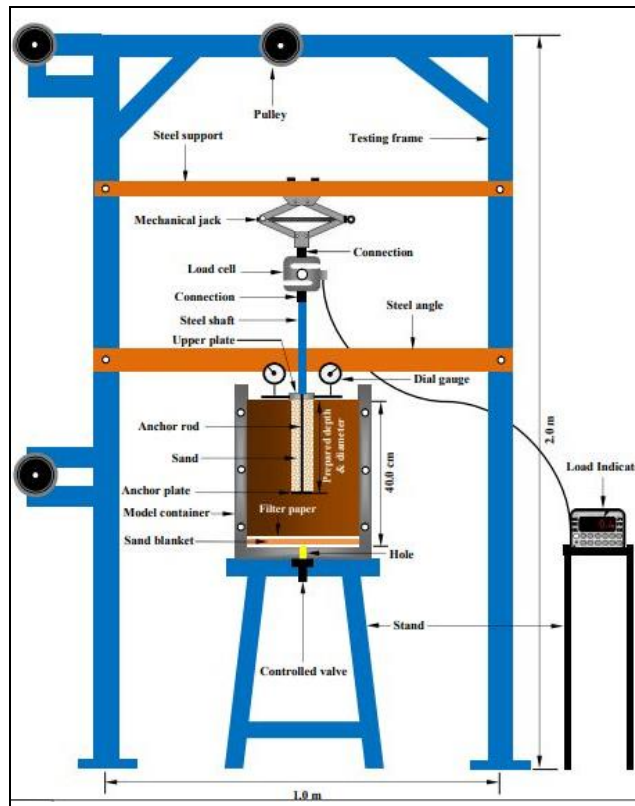 Pulley
Steel support
Testing frame
Mechanical jack
Connection
Load cell
Connection
Steel shaft
Steel angle
Upper plate
Dial gauge
Anchor rod
Sand
Prepared depth
& diameter
40.0 cm
2.0 m
Anchor plate
Load Indicator
Model container
Filter paper
Sand blanket
Hole
Stand
Controlled valve
1.0 m